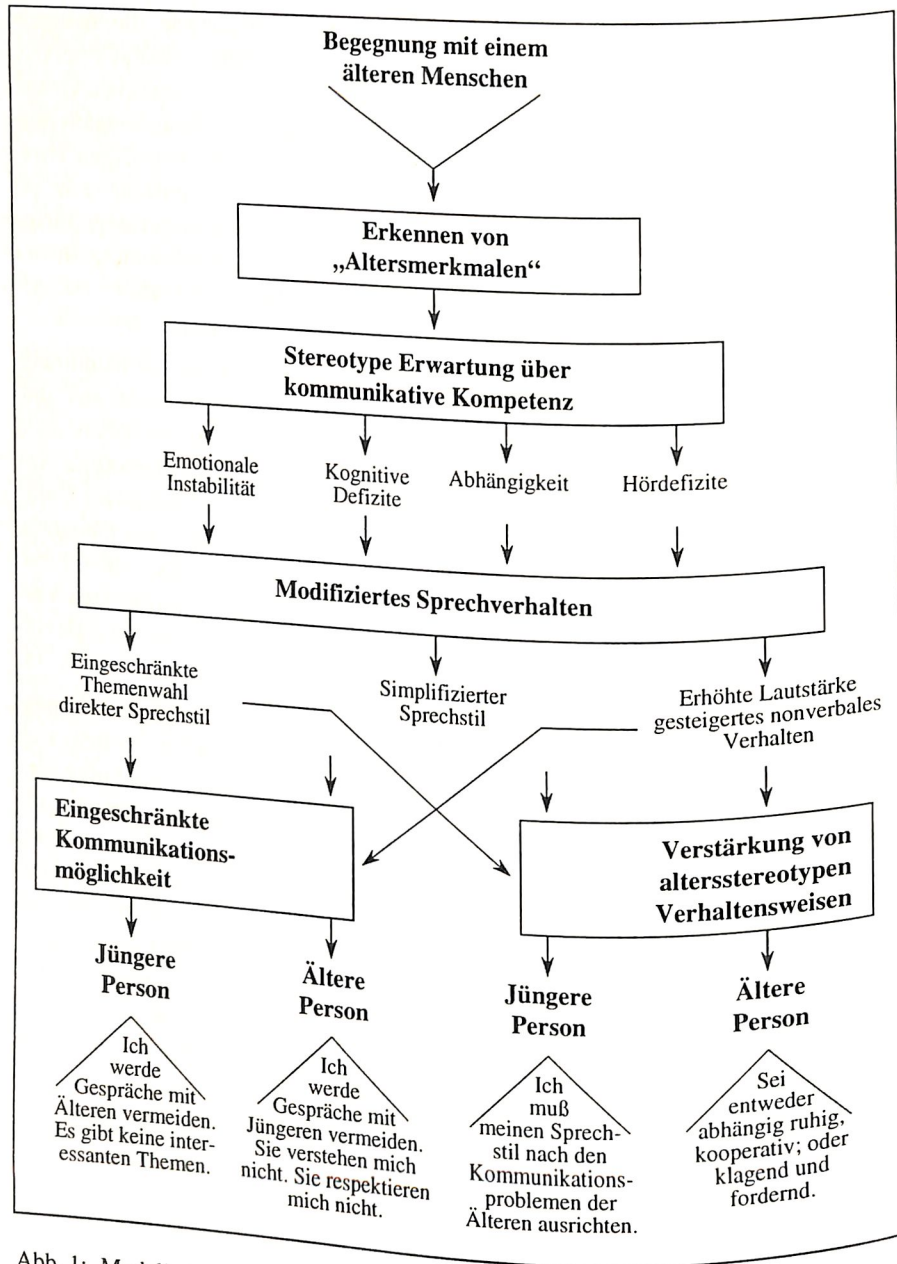 Begegnung mit einem
älteren Menschen
Erkennen von
„Altersmerkmalen“
Stereotype Erwartung über
kommunikative Kompetenz
Emotionale
Instabilität
Kognitive
Defizite
Abhängigkeit
Hördefizite
Modifiziertes Sprechverhalten
Eingeschränkte
Themenwahl
direkter Sprechstil
Simplifizierter
Sprechstil
Erhöhte Lautstärke
gesteigertes nonverbales
Verhalten
Eingeschränkte
Kommunikations-
möglichkeit
Verstärkung von
altersstereotypen
Verhaltensweisen
Jüngere
Person
Ältere
Person
Jüngere
Person
Ältere
Person
Ich
werde
Gespräche mit
Älteren vermeiden.
Es gibt keine inter-
essanten Themen.
Ich
werde
Gespräche mit
Jüngeren vermeiden.
Sie verstehen mich
nicht. Sie respektieren
mich nicht.
Ich
muß
meinen Sprech-
stil nach den
Kommunikations-
problemen der
Älteren ausrichten.
Sei
entweder
abhängig ruhig,
kooperativ; oder
klagend und
fordernd.
Abb. 1: